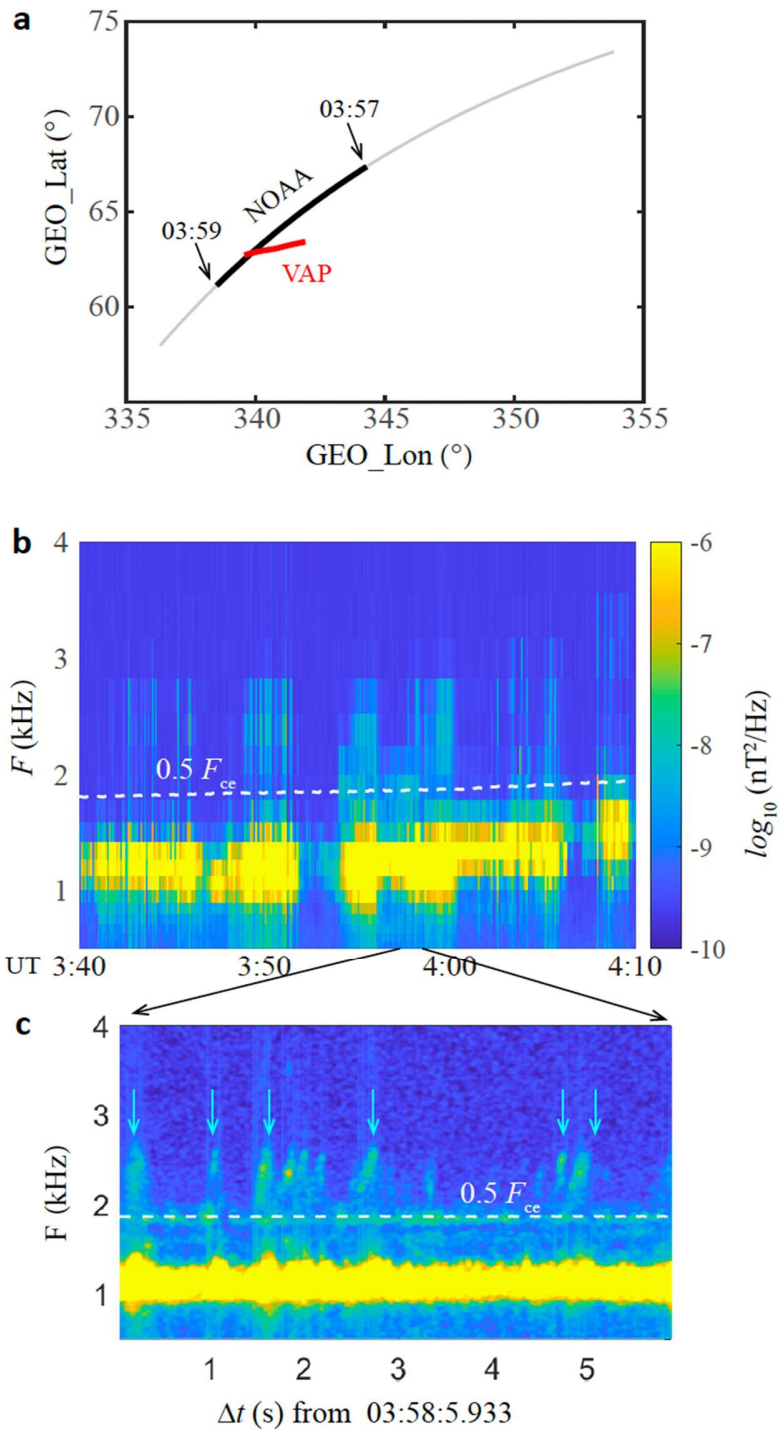 a
75
70
65
60
GEO_Lat (°)
03:57
NOAA
03:59
VAP
335 340 345 350 355
GEO_Lon (°)
b
4
3
2
1
F (kHz)
0.5 Fce
-6
-7
-8
-9
-10
log10 (nT²/Hz)
UT 3:40 3:50 4:00 4:10
c
4
3
2
1
F (kHz)
0.5 Fce
1 2 3 4 5
Δt (s) from 03:58:5.933